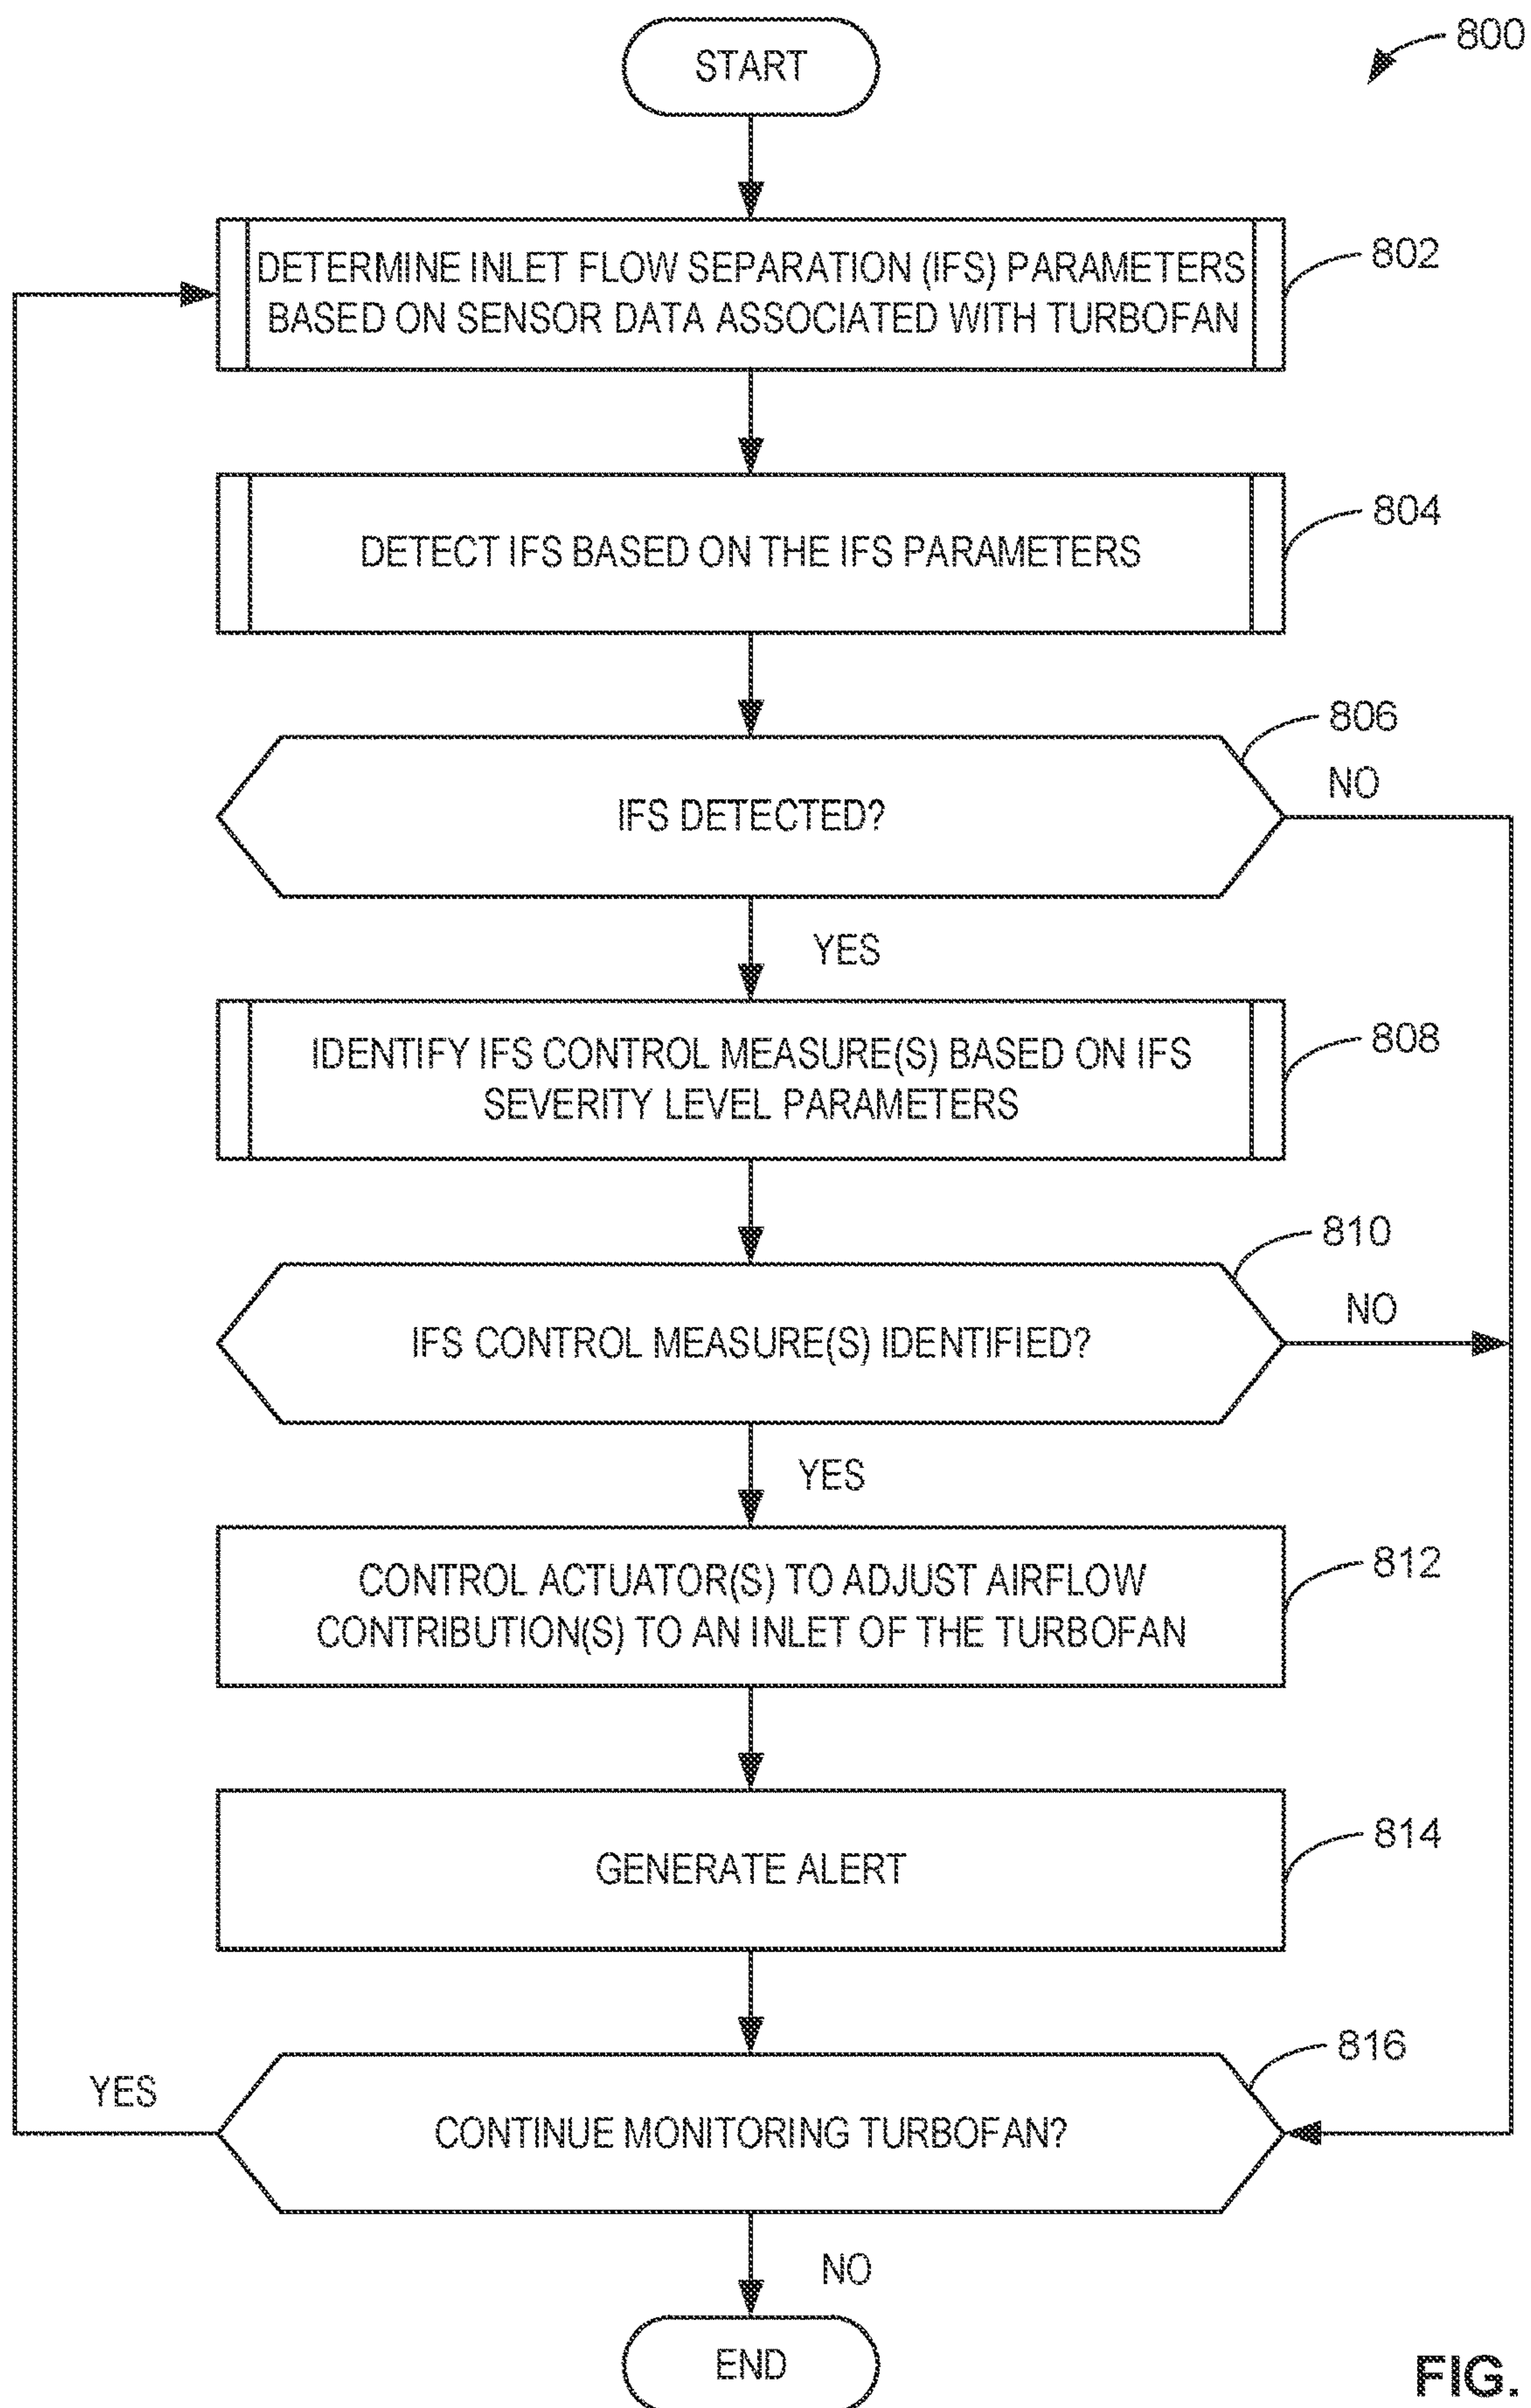 START
800
DETERMINE INLET FLOW SEPARATION (IFS) PARAMETERS
BASED ON SENSOR DATA ASSOCIATED WITH TURBOFAN
802
DETECT IFS BASED ON THE IFS PARAMETERS
804
806
IFS DETECTED?
NO
YES
IDENTIFY IFS CONTROL MEASURE(S) BASED ON IFS
SEVERITY LEVEL PARAMETERS
808
810
IFS CONTROL MEASURE(S) IDENTIFIED?
NO
YES
CONTROL ACTUATOR(S) TO ADJUST AIRFLOW
CONTRIBUTION(S) TO AN INLET OF THE TURBOFAN
812
GENERATE ALERT
814
816
YES
CONTINUE MONITORING TURBOFAN?
NO
END
FIG.